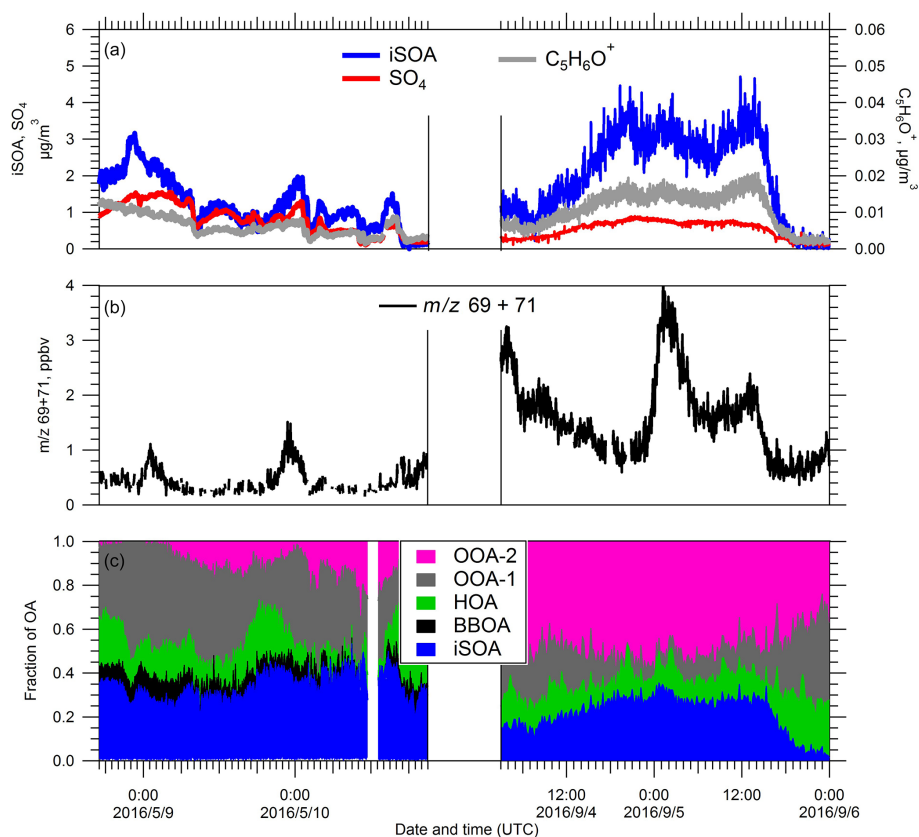 (a)
iSOA
SO4
C5H6O+
6
5
4
3
2
1
0
iSOA, SO4
µg/m3
0.06
0.05
0.04
0.03
0.02
0.01
0.00
C5H6O+, µg/m3
(b)
m/z 69 + 71
4
3
2
1
0
m/z 69+71, ppbv
(c)
OOA-2
OOA-1
HOA
BBOA
iSOA
1.0
0.8
0.6
0.4
0.2
0.0
Fraction of OA
0:00 0:00 12:00 0:00 12:00 0:00
2016/5/9 2016/5/10 2016/9/4 2016/9/5 2016/9/6
Date and time (UTC)